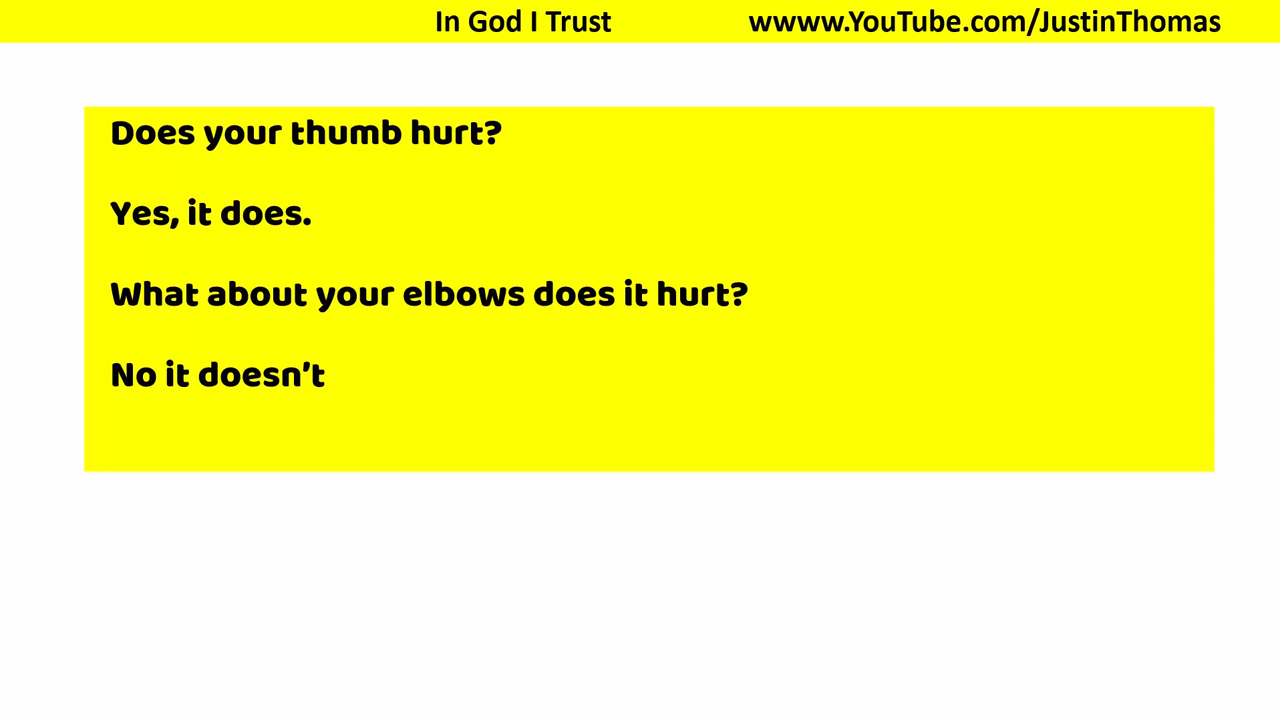 In God I Trust
wwww.YouTube.com/JustinThomas
Does your thumb hurt?
Yes, it does.
What about your elbows does it hurt?
No it doesn't